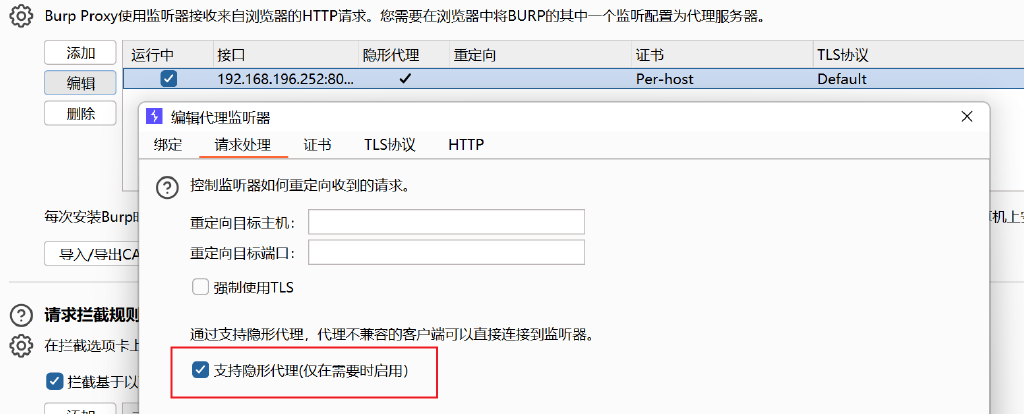 Burp Proxy使用监听器接收来自浏览器的HTTP请求。您需要在浏览器中将BURP的其中一个监听配置为代理服务器。
添加
运行中 接口 隐形代理 重定向 证书 TLS协议
编辑
192.168.196.252:80... Per-host Default
删除
编辑代理监听器
绑定 请求处理 证书 TLS协议 HTTP
控制监听器如何重定向收到的请求。
每次安装Burp
重定向目标主机：
重定向目标端口：
导入/导出CA
强制使用TLS
请求拦截规则
通过支持隐形代理，代理不兼容的客户端可以直接连接到监听器。
在拦截选项卡上
支持隐形代理(仅在需要时启用)
拦截基于以